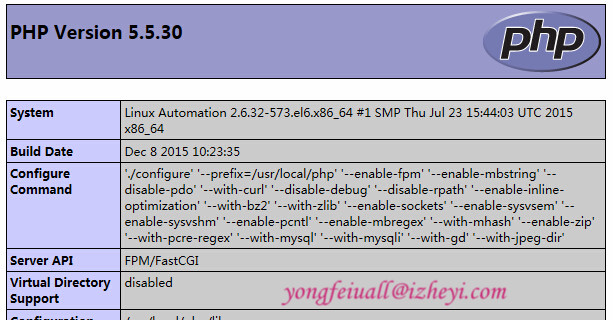 PHP Version 5.5.30
php
System
Linux Automation 2.6.32-573.el6.x86_64 #1 SMP Thu Jul 23 15:44:03 UTC 2015
x86_64
Build Date
Dec 8 2015 10:23:35
Configure
Command
'./configure' '--prefix=/usr/local/php' '--enable-fpm' '--enable-mbstring' '--
disable-pdo' '--with-curl' '--disable-debug' '--disable-rpath' '--enable-inline-
optimization' '--with-bz2' '--with-zlib' '--enable-sockets' '--enable-sysvsem' '--
enable-sysvshm' '--enable-pcntl' '--enable-mbregex' '--with-mhash' '--enable-zip'
'--with-pcre-regex' '--with-mysql' '--with-mysqli' '--with-gd' '--with-jpeg-dir'
Server API
FPM/FastCGI
Virtual Directory
Support
disabled
yongfeiuall@izheyi.com